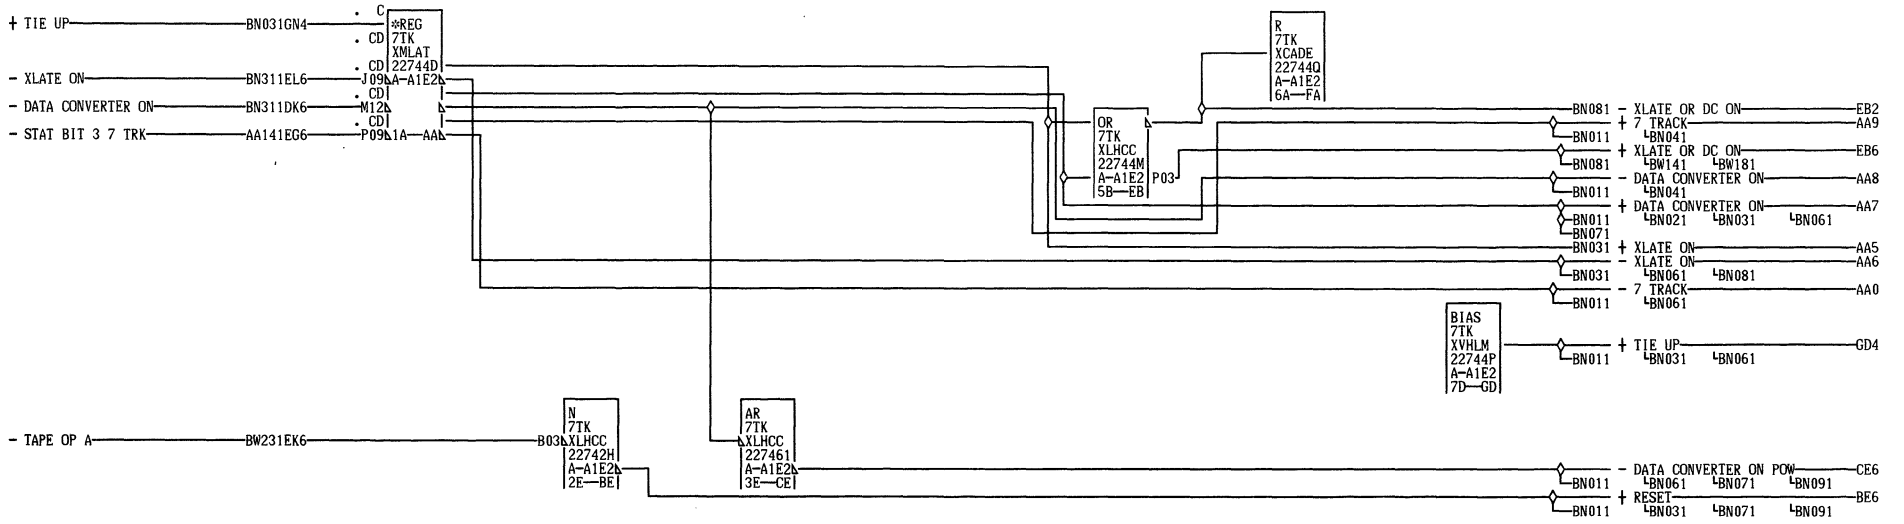 + TIE UP BN031GN4 C
*REG
7TK
XMLAT
22744D
A-A1E2
1A AA
CD
CD
CD
CD
- XLATE ON BN311EL6 J09
- DATA CONVERTER ON BN311DK6 M12
- STAT BIT 3 7 TRK AA141EG6 P09
R
7TK
XCADE
22744Q
A-A1E2
6A FA
OR
7TK
XLHCC
22744M
A-A1E2 P03
5B EB
BN081 - XLATE OR DC ON EB2
+ 7 TRACK AA9
BN011 BN041
+ XLATE OR DC ON EB6
BN081 BW141 BW181
- DATA CONVERTER ON AA8
BN011 BN041
+ DATA CONVERTER ON AA7
BN011 BN021 BN031 BN061
BN071
BN031 + XLATE ON AA5
- XLATE ON AA6
BN031 BN061 BN081
- 7 TRACK AA0
BN011 BN061
BIAS
7TK
XVHLM
22744P
A-A1E2
7D GD
+ TIE UP GD4
BN011 BN031 BN061
- TAPE OP A BW231EK6 B03
N
7TK
XLHCC
22742H
A-A1E2
2E BE
AR
7TK
XLHCC
227461
A-A1E2
3E CE
- DATA CONVERTER ON POW CE6
BN011 BN061 BN071 BN091
+ RESET BE6
BN011 BN031 BN071 BN091